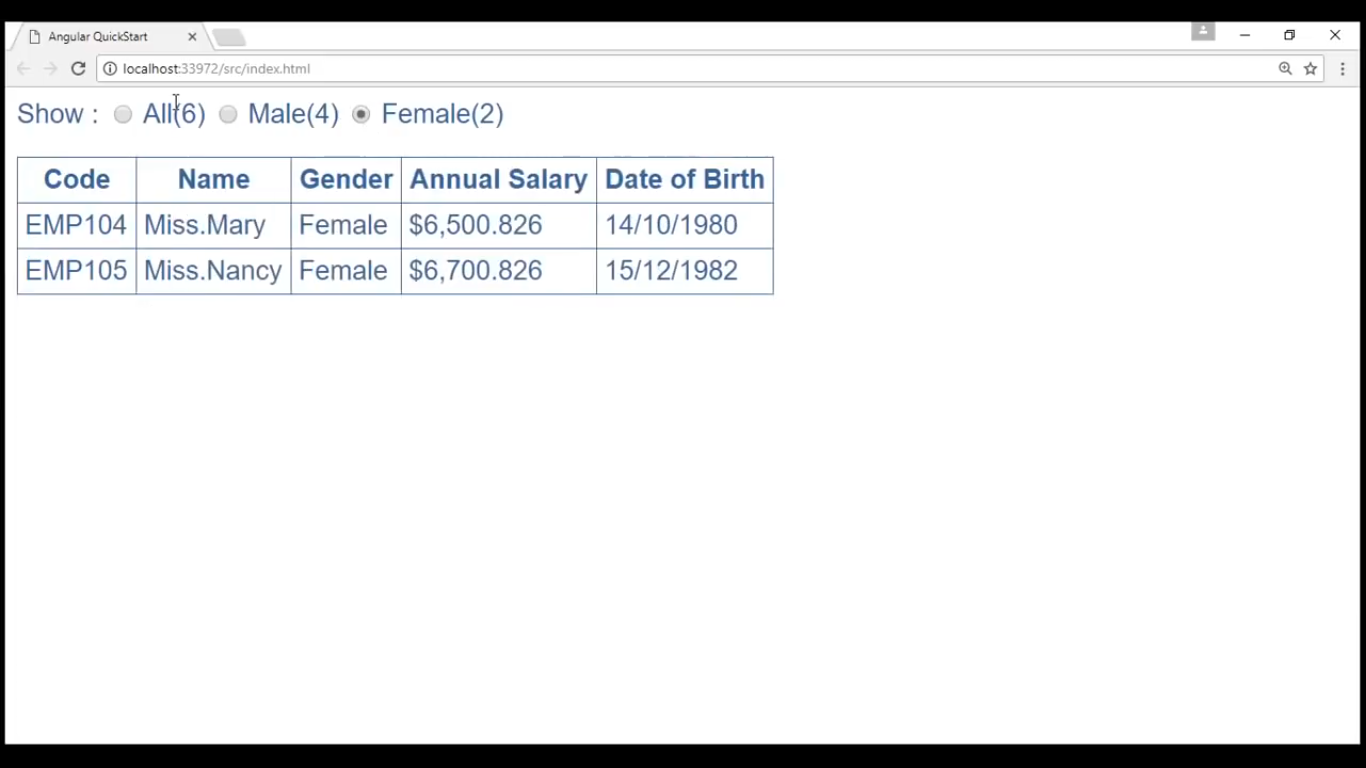 Angular QuickStart
localhost:33972/src/index.html
Show : All(6) Male(4) Female(2)
Code Name Gender Annual Salary Date of Birth
EMP104 Miss.Mary Female $6,500.826 14/10/1980
EMP105 Miss.Nancy Female $6,700.826 15/12/1982